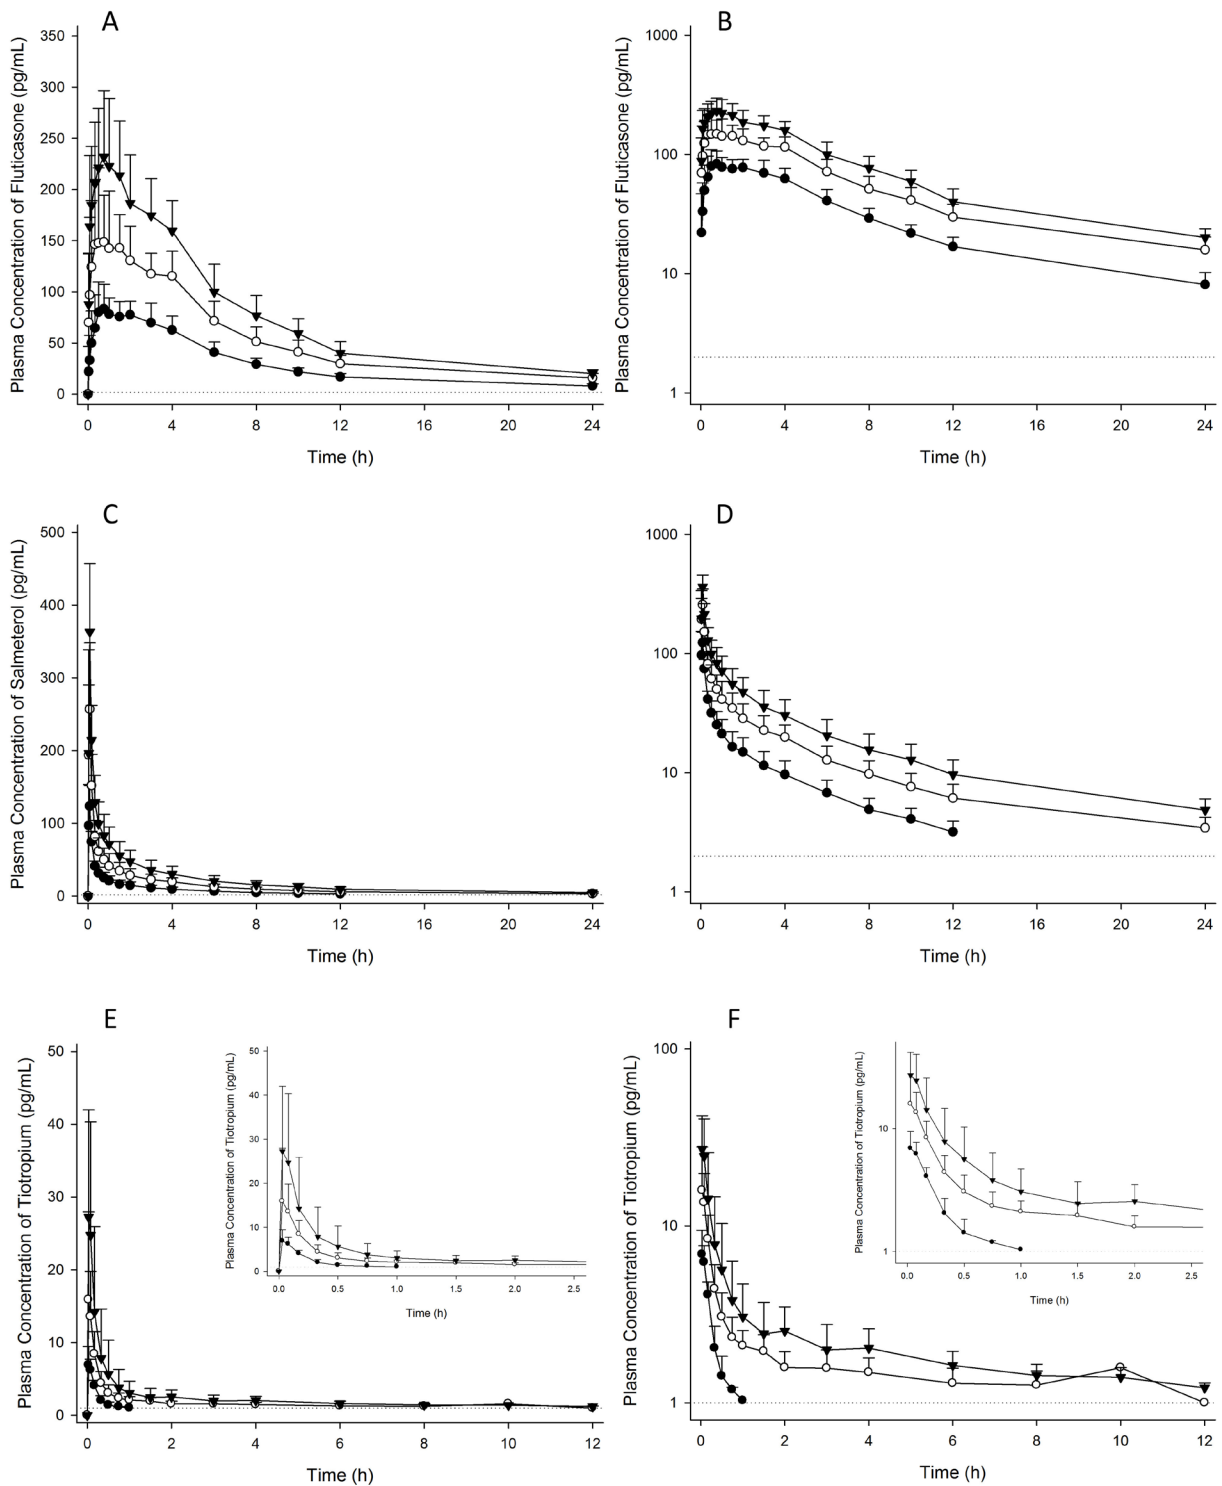 A
Plasma Concentration of Fluticasone (pg/mL)
350
300
250
200
150
100
50
0
0 4 8 12 16 20 24
Time (h)
B
Plasma Concentration of Fluticasone (pg/mL)
1000
100
10
1
0 4 8 12 16 20 24
Time (h)
C
Plasma Concentration of Salmeterol (pg/mL)
500
400
300
200
100
0
0 4 8 12 16 20 24
Time (h)
D
Plasma Concentration of Salmeterol (pg/mL)
1000
100
10
1
0 4 8 12 16 20 24
Time (h)
E
Plasma Concentration of Tiotropium (pg/mL)
50
40
30
20
10
0
0 2 4 6 8 10 12
Time (h)
Plasma Concentration of Tiotropium (pg/mL)
50
40
30
20
10
0
0.0 0.5 1.0 1.5 2.0 2.5
Time (h)
F
Plasma Concentration of Tiotropium (pg/mL)
100
10
1
0 2 4 6 8 10 12
Time (h)
Plasma Concentration of Tiotropium (pg/mL)
10
1
0.0 0.5 1.0 1.5 2.0 2.5
Time (h)